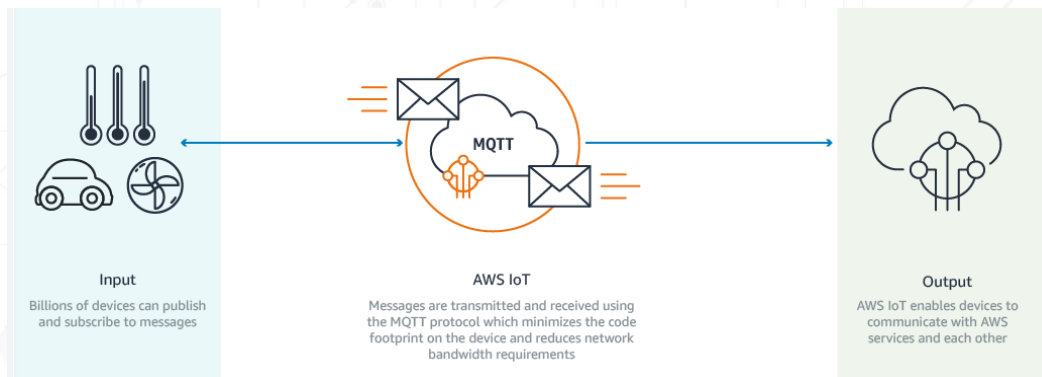 MQTT
Input
Billions of devices can publish
and subscribe to messages
AWS IoT
Messages are transmitted and received using
the MQTT protocol which minimizes the code
footprint on the device and reduces network
bandwidth requirements
Output
AWS IoT enables devices to
communicate with AWS
services and each other